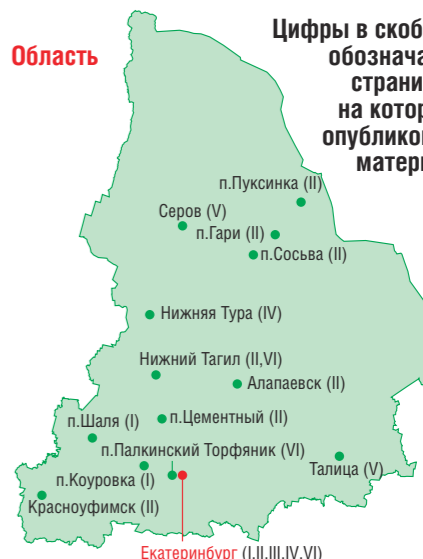 Область
Цифры в скоб
обознача
страни
на котор
опубликов
матери
п.Пуксинка (II)
Серов (V)
п.Гари (II)
п.Сосьва (II)
Нижняя Тура (IV)
Нижний Тагил (II,VI)
Алапаевск (II)
п.Шаля (I)
п.Цементный (II)
п.Палкинский Торфяник (VI)
Талица (V)
п.Коуровка (I)
Красноуфимск (II)
Екатеринбург (I,II,III,IV,VI)